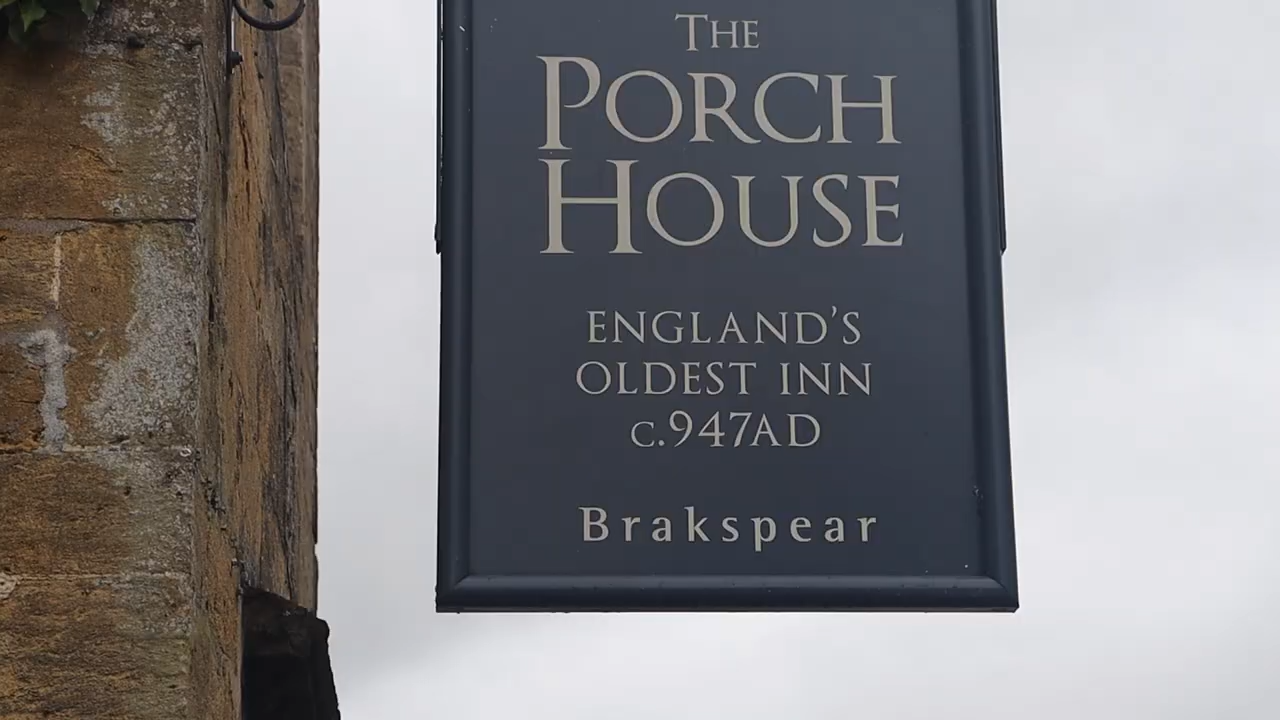 THE
PORCH
HOUSE
ENGLAND'S
OLDEST INN
c.947AD
Brakspear